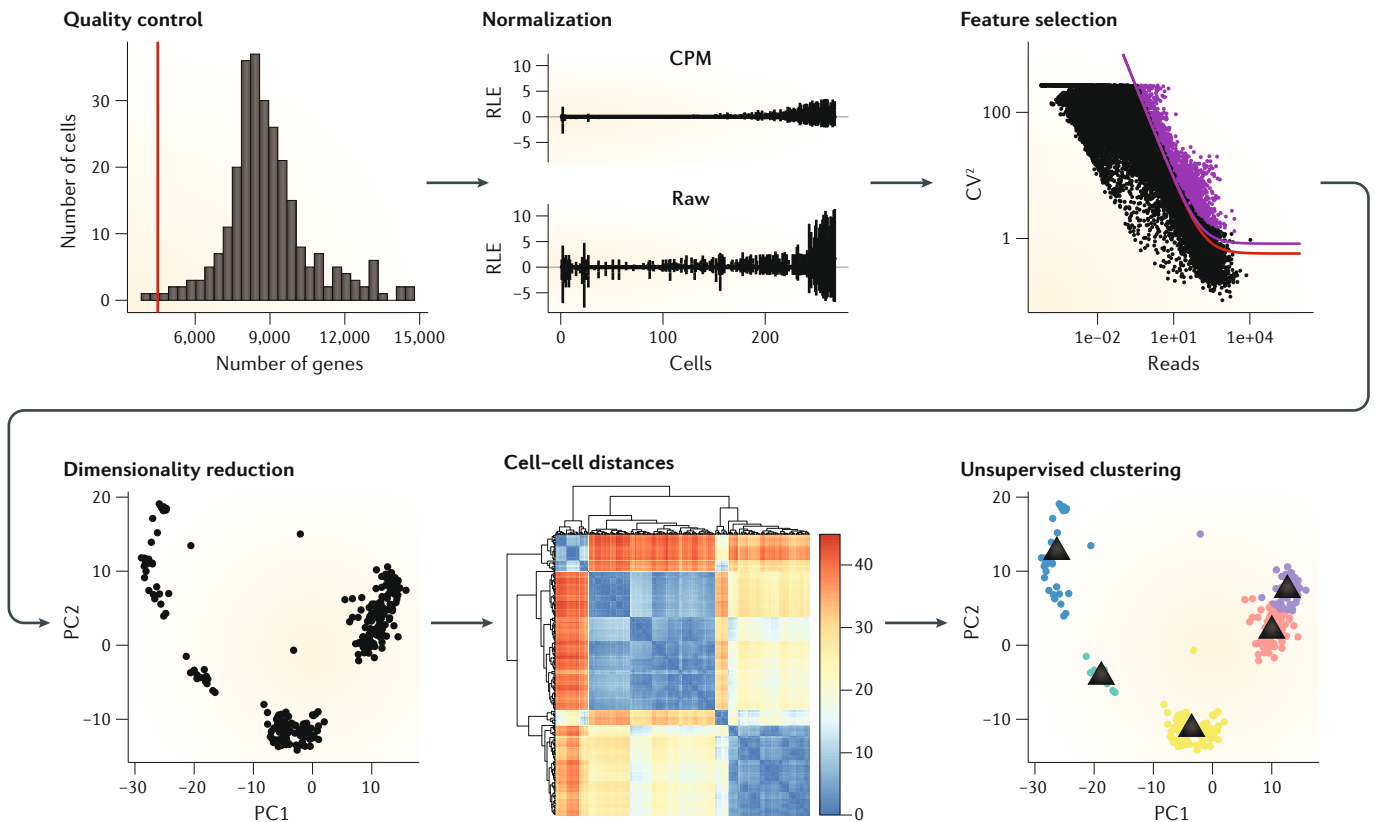 Quality control
Number of cells
30
20
10
0
6,000 9,000 12,000 15,000
Number of genes
Normalization
CPM
RLE
10
5
0
−5
Raw
RLE
10
5
0
−5
0 100 200
Cells
Feature selection
CV²
100
1
1e−02 1e+01 1e+04
Reads
Dimensionality reduction
PC2
20
10
0
−10
−30 −20 −10 0 10
PC1
Cell–cell distances
40
30
20
10
0
Unsupervised clustering
PC2
20
10
0
−10
−30 −20 −10 0 10
PC1